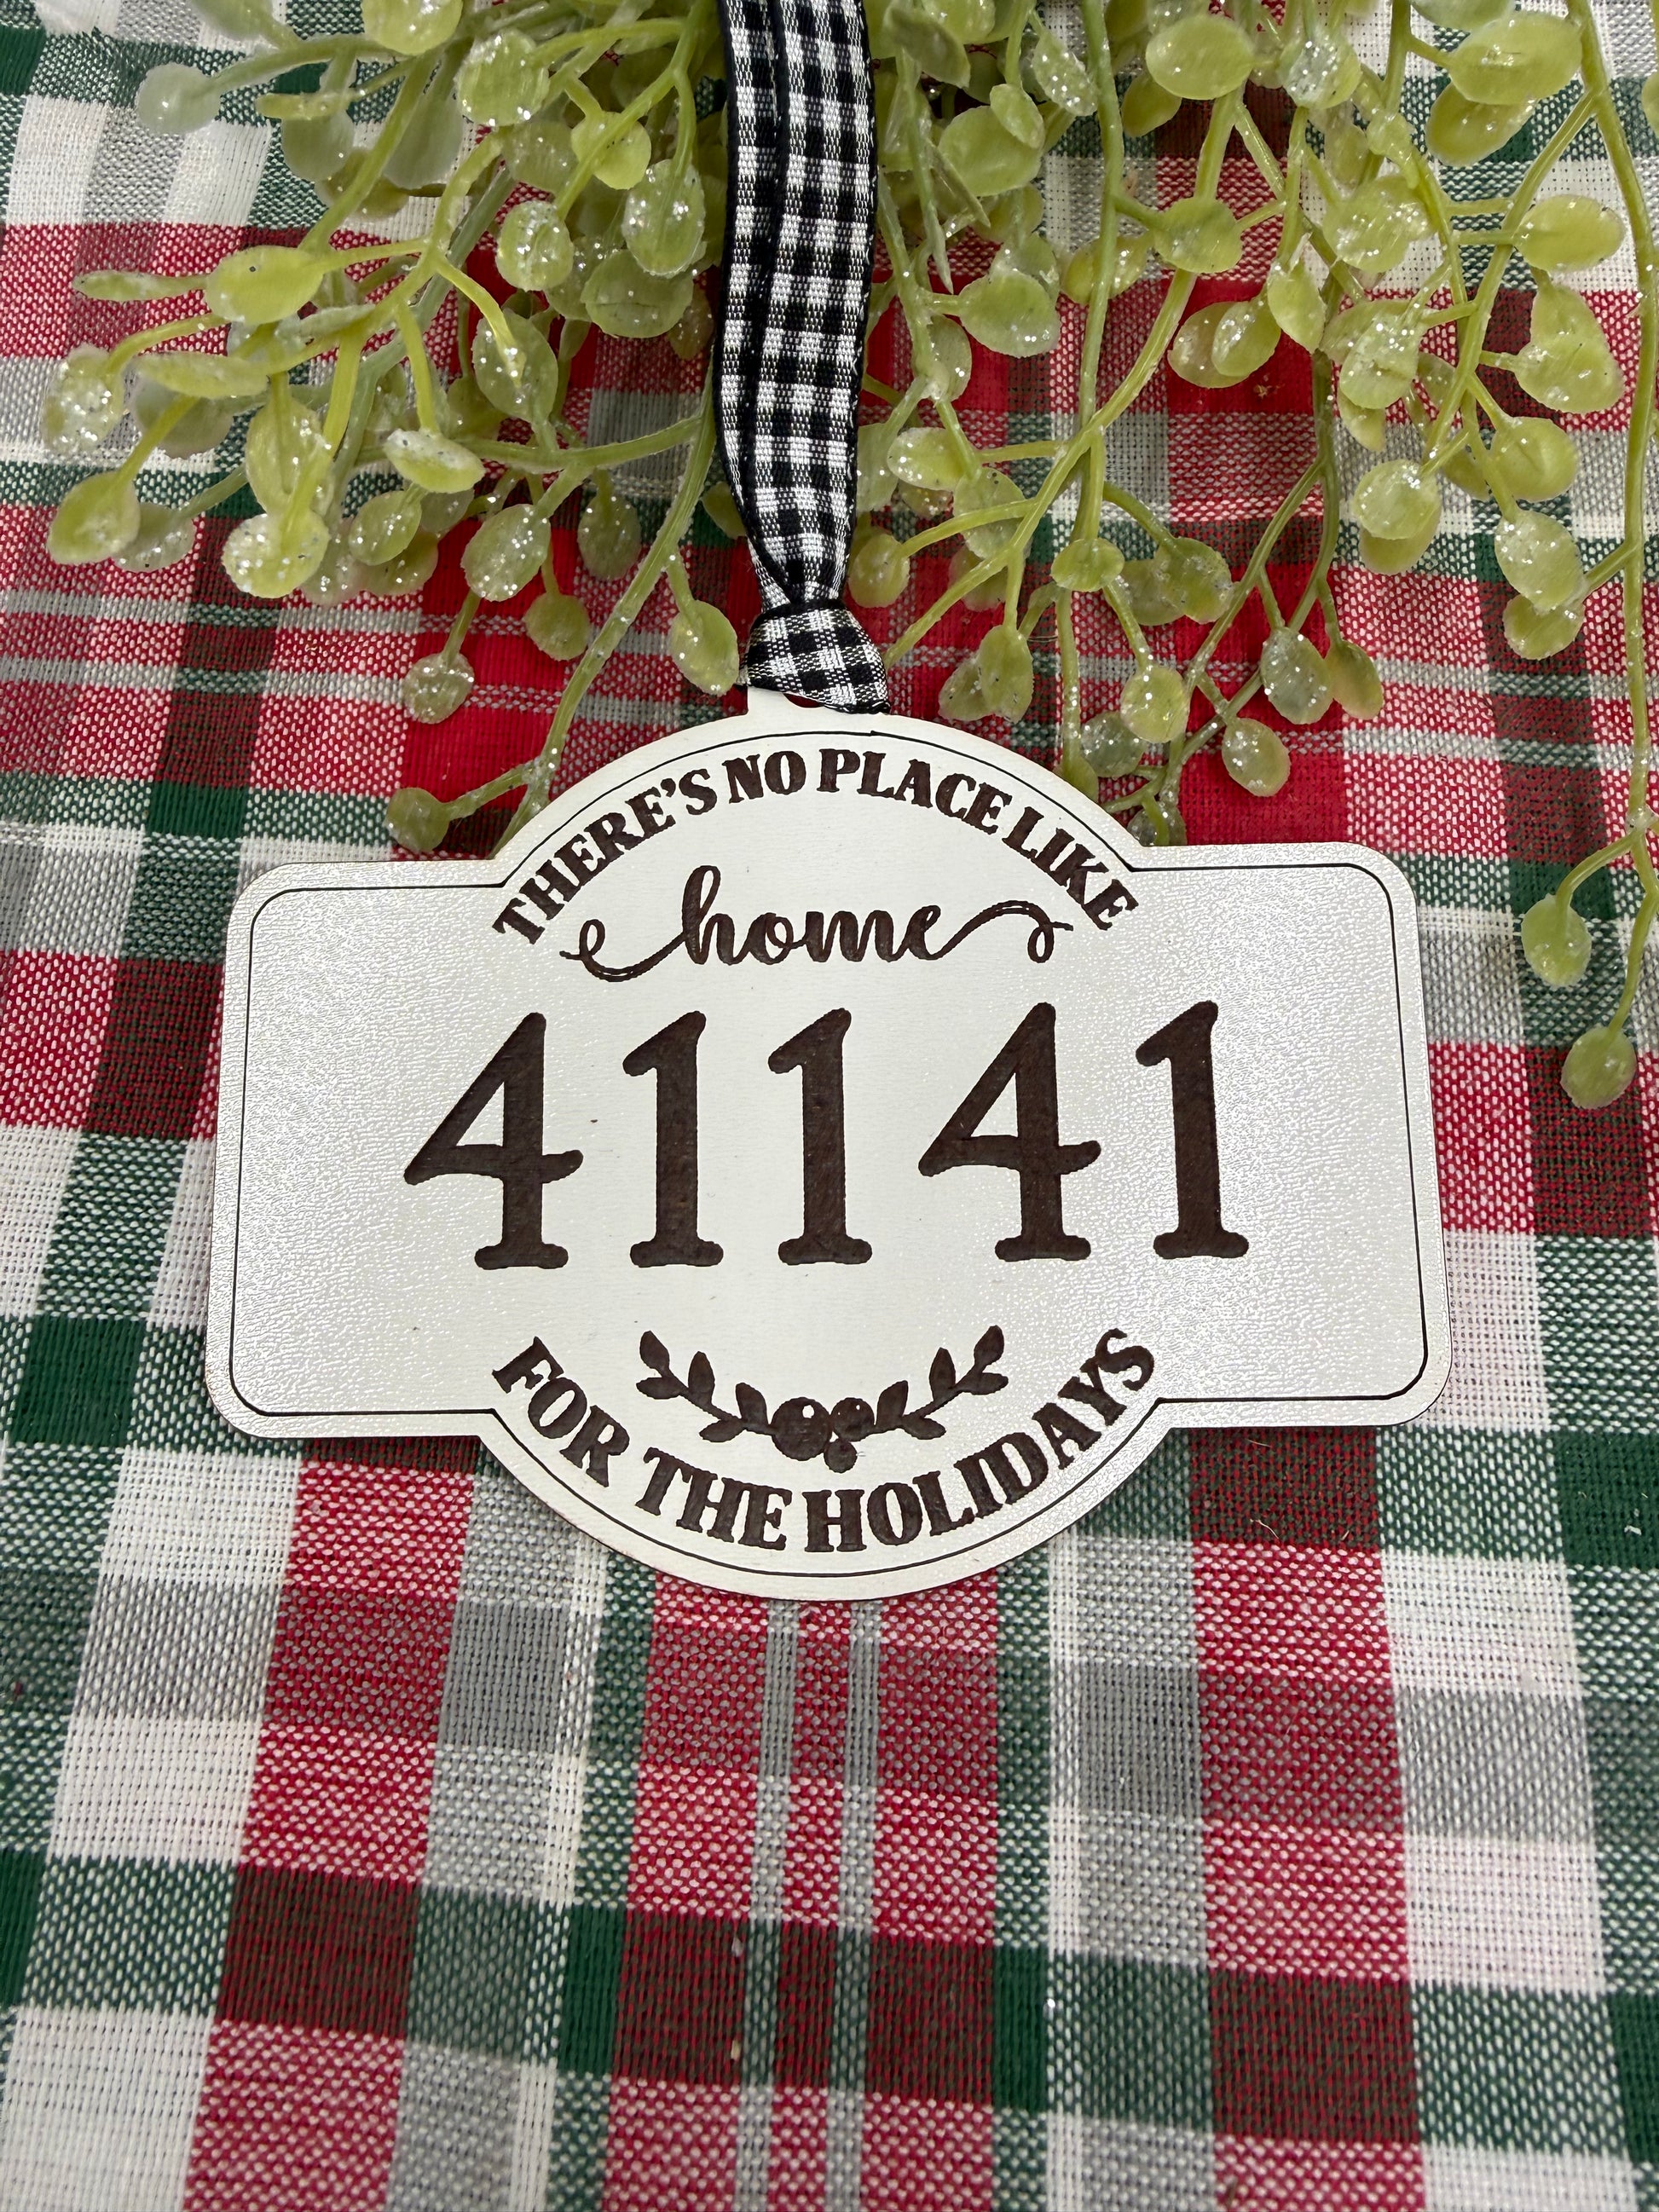 THERE'S NO PLACE LIKE
home
41141
FOR THE HOLIDAYS